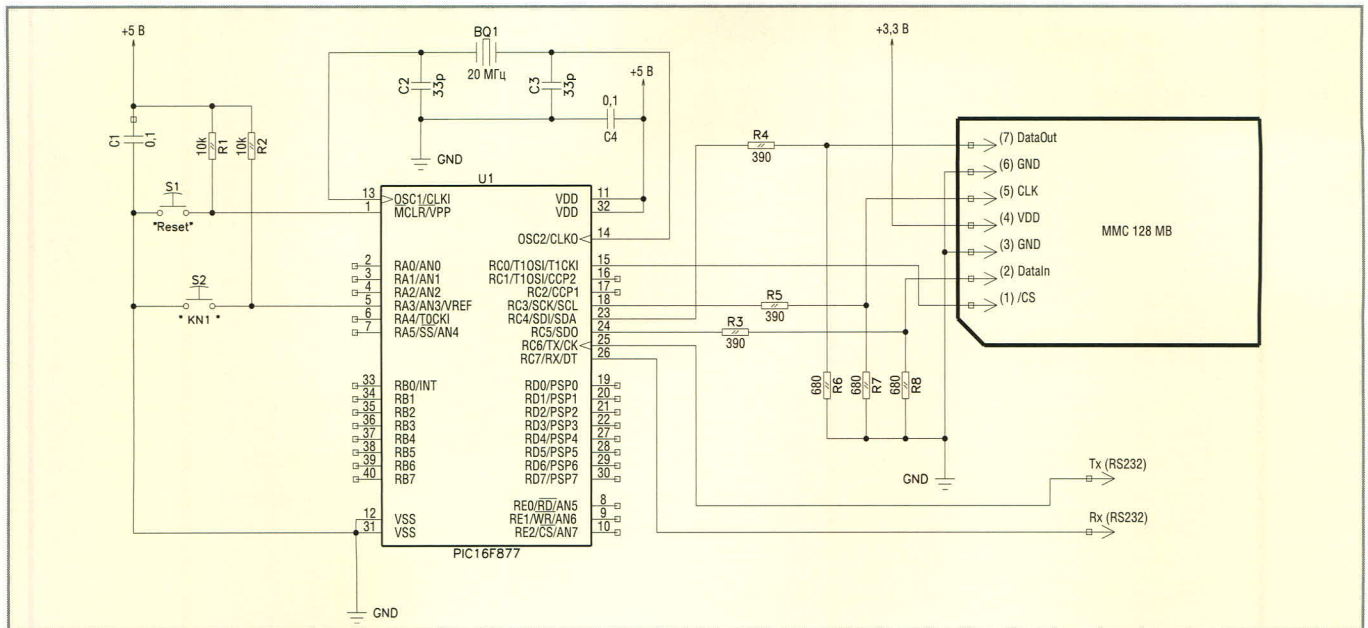 +5 В
C1
0,1
10k
R1
10k
R2
S1
"Reset"
S2
" KN1 "
BQ1
20 МГц
C2
33p
C3
33p
+5 В
0,1
C4
GND
U1
13 OSC1/CLKI
1 MCLR/VPP
2 RA0/AN0
3 RA1/AN1
4 RA2/AN2
5 RA3/AN3/VREF
6 RA4/T0CKI
7 RA5/SS/AN4
33 RB0/INT
34 RB1
35 RB2
36 RB3
37 RB4
38 RB5
39 RB6
40 RB7
12 VSS
31 VSS
VDD 11
VDD 32
OSC2/CLKO 14
RC0/T1OSI/T1CKI 15
RC1/T1OSI/CCP2 16
RC2/CCP1 17
RC3/SCK/SCL 18
RC4/SDI/SDA 23
RC5/SDO 24
RC6/TX/CK 25
RC7/RX/DT 26
RD0/PSP0 19
RD1/PSP1 20
RD2/PSP2 21
RD3/PSP3 22
RD4/PSP4 27
RD5/PSP5 28
RD6/PSP6 29
RD7/PSP7 30
RE0/RD/AN5 8
RE1/WR/AN6 9
RE2/CS/AN7 10
PIC16F877
GND
R4
390
R5
390
R3
390
680
R6
680
R7
680
R8
GND
+3,3 В
(7) DataOut
(6) GND
(5) CLK
(4) VDD
(3) GND
(2) DataIn
(1) /CS
MMC 128 MB
Tx (RS232)
Rx (RS232)